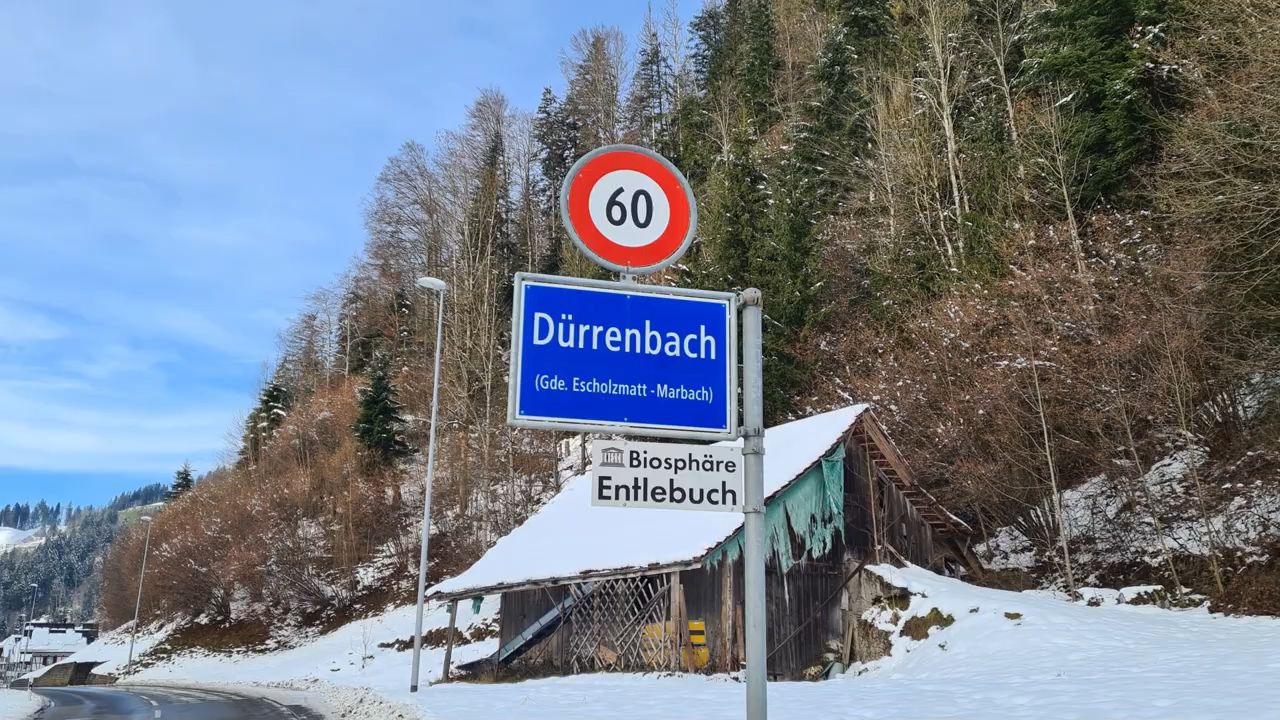 60
Dürrenbach
(Gde. Escholzmatt - Marbach)
Biosphäre
Entlebuch